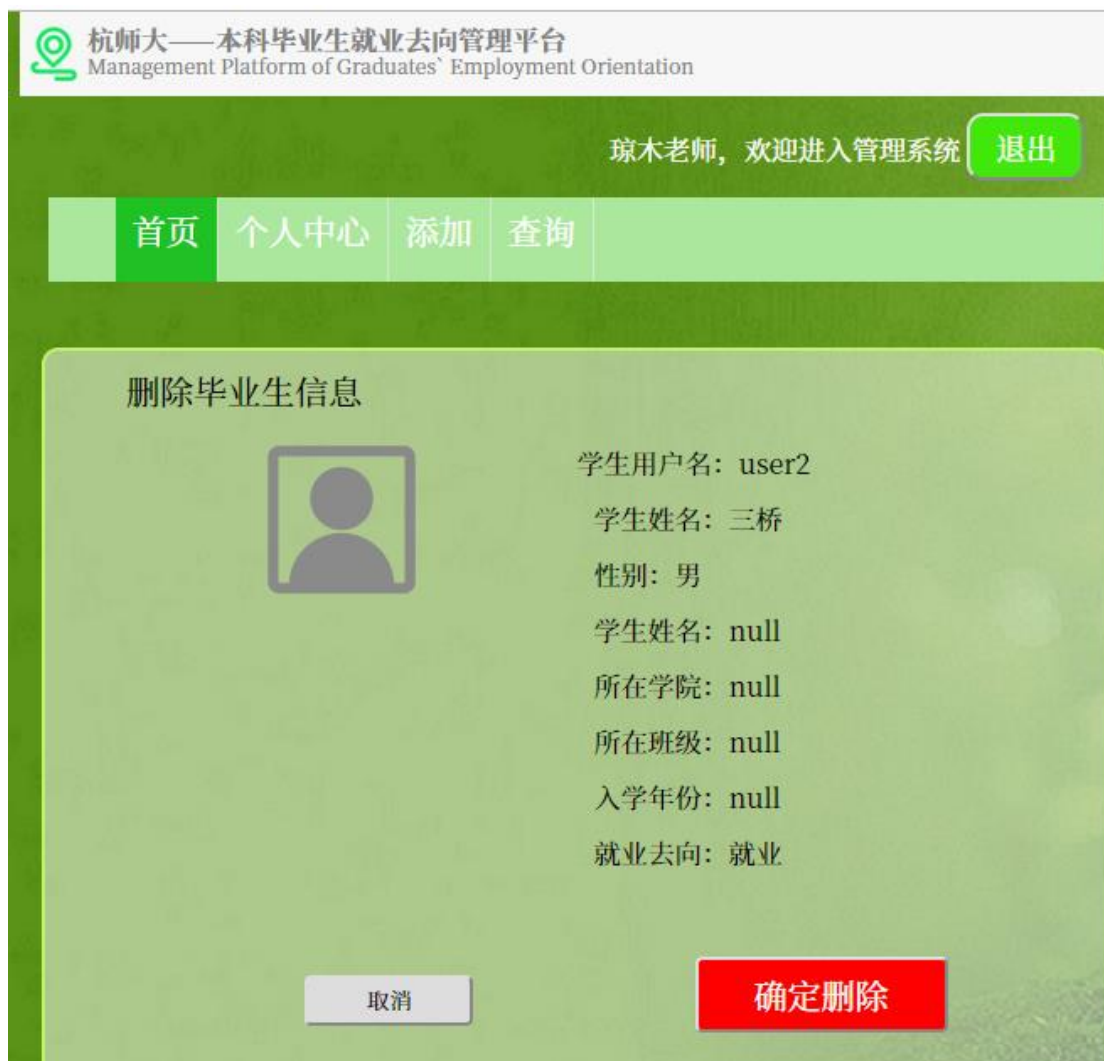 杭师大——本科毕业生就业去向管理平台
Management Platform of Graduates` Employment Orientation
琼木老师，欢迎进入管理系统 退出
首页 个人中心 添加 查询
删除毕业生信息
学生用户名：user2
学生姓名：三桥
性别：男
学生姓名：null
所在学院：null
所在班级：null
入学年份：null
就业去向：就业
取消 确定删除